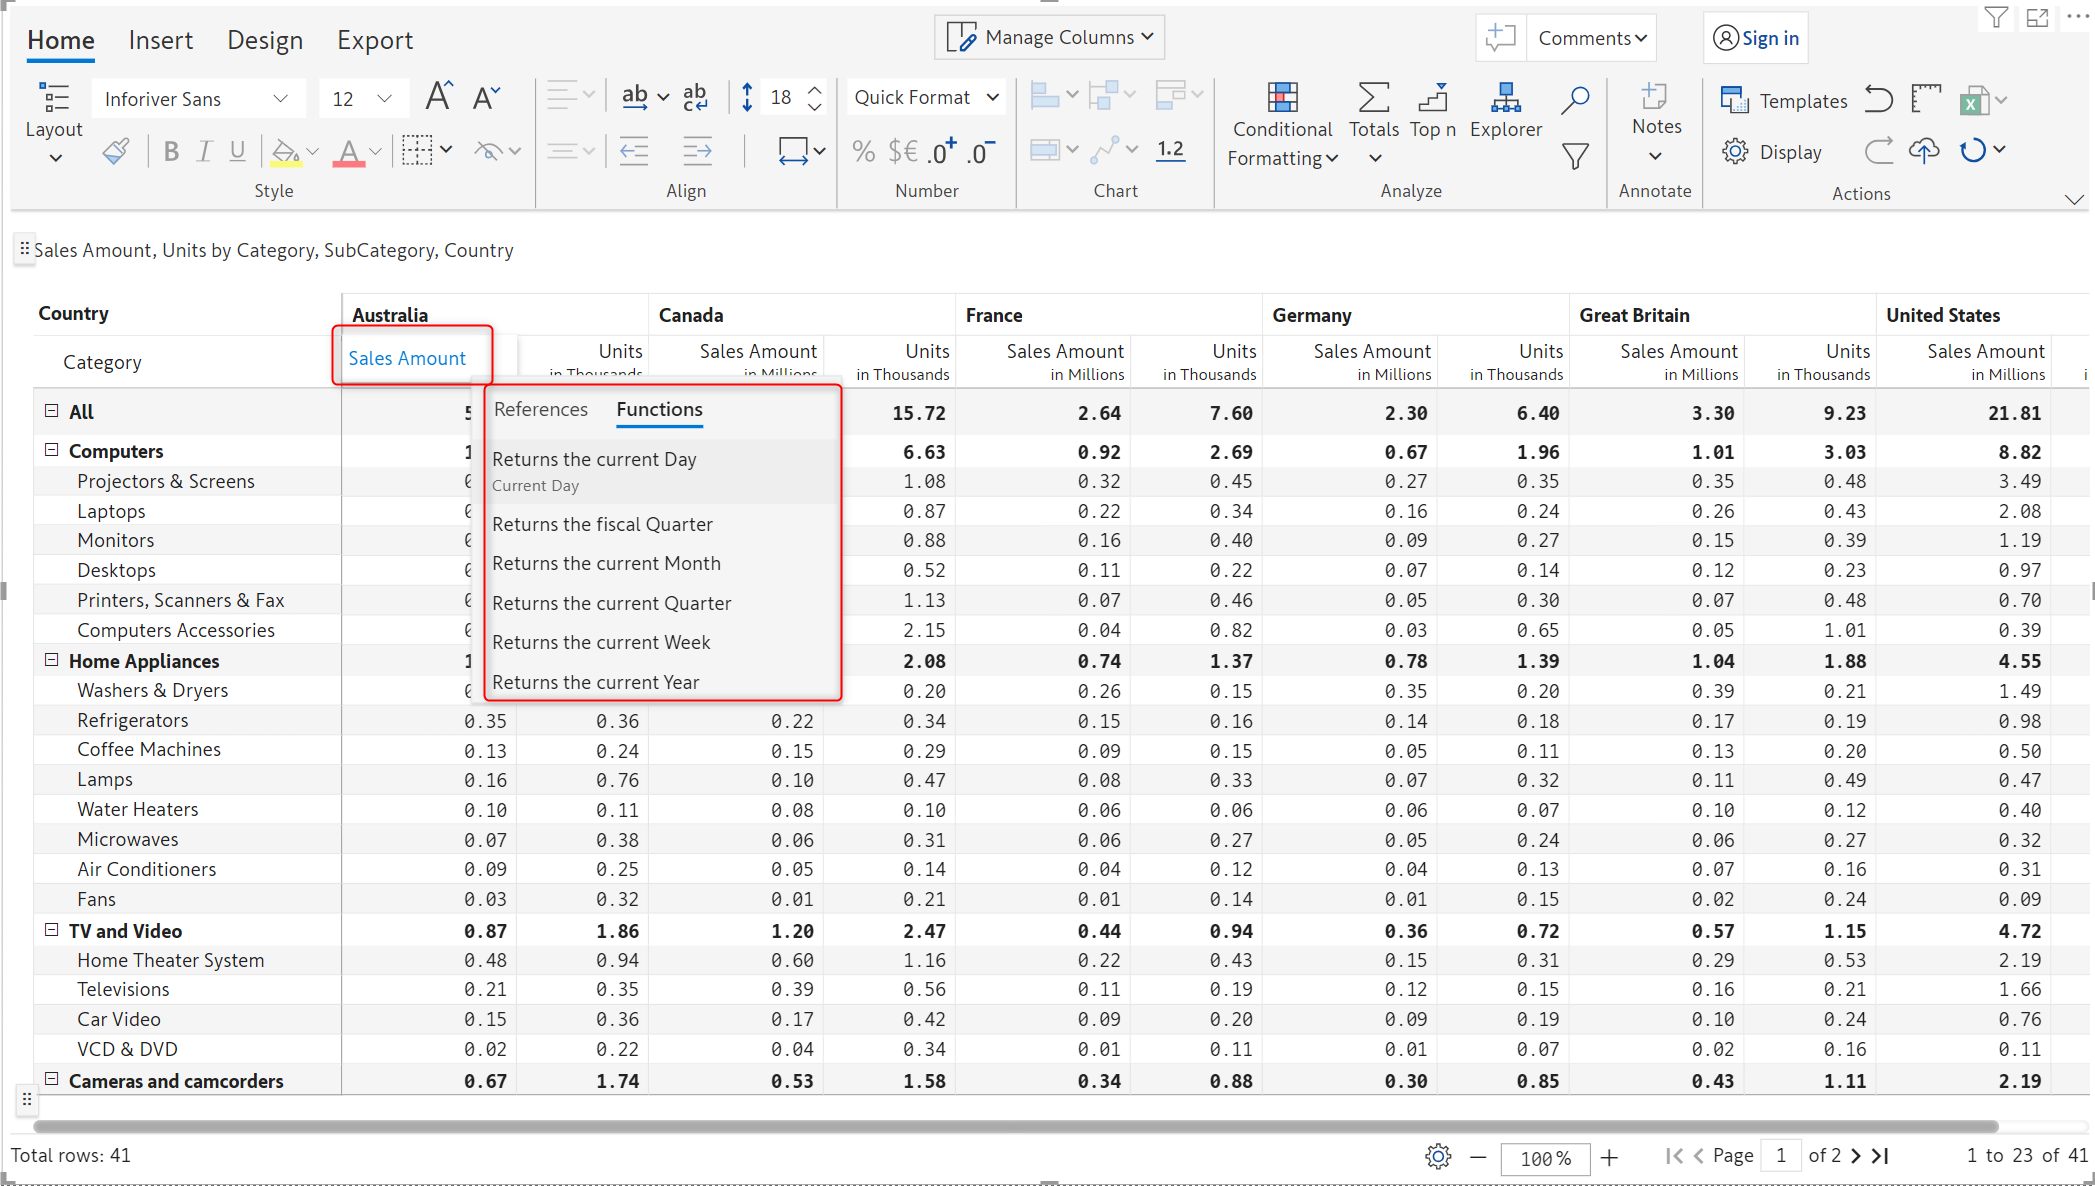 Home Insert Design Export
Manage Columns
Comments
Sign in
Layout
Inforiver Sans
12
Style
ab ab c
18
Align
Quick Format
% $€ .0+ .0-
Number
1.2
Chart
Conditional Formatting
Totals
Top n
Explorer
Analyze
Notes
Annotate
Templates
Display
Actions
Sales Amount, Units by Category, SubCategory, Country
Country Australia Canada France Germany Great Britain United States
Category Sales Amount Units in Thousands Sales Amount in Millions Units in Thousands Sales Amount in Millions Units in Thousands Sales Amount in Millions Units in Thousands Sales Amount in Millions Units in Thousands Sales Amount in Millions
References Functions
Returns the current Day
Current Day
Returns the fiscal Quarter
Returns the current Month
Returns the current Quarter
Returns the current Week
Returns the current Year
All 15.72 2.64 7.60 2.30 6.40 3.30 9.23 21.81
Computers 6.63 0.92 2.69 0.67 1.96 1.01 3.03 8.82
Projectors & Screens 1.08 0.32 0.45 0.27 0.35 0.35 0.48 3.49
Laptops 0.87 0.22 0.34 0.16 0.24 0.26 0.43 2.08
Monitors 0.88 0.16 0.40 0.09 0.27 0.15 0.39 1.19
Desktops 0.52 0.11 0.22 0.07 0.14 0.12 0.23 0.97
Printers, Scanners & Fax 1.13 0.07 0.46 0.05 0.30 0.07 0.48 0.70
Computers Accessories 2.15 0.04 0.82 0.03 0.65 0.05 1.01 0.39
Home Appliances 2.08 0.74 1.37 0.78 1.39 1.04 1.88 4.55
Washers & Dryers 0.20 0.26 0.15 0.35 0.20 0.39 0.21 1.49
Refrigerators 0.35 0.36 0.22 0.34 0.15 0.16 0.14 0.18 0.17 0.19 0.98
Coffee Machines 0.13 0.24 0.15 0.29 0.09 0.15 0.05 0.11 0.13 0.20 0.50
Lamps 0.16 0.76 0.10 0.47 0.08 0.33 0.07 0.32 0.11 0.49 0.47
Water Heaters 0.10 0.11 0.08 0.10 0.06 0.06 0.06 0.07 0.10 0.12 0.40
Microwaves 0.07 0.38 0.06 0.31 0.06 0.27 0.05 0.24 0.06 0.27 0.32
Air Conditioners 0.09 0.25 0.05 0.14 0.04 0.12 0.04 0.13 0.07 0.16 0.31
Fans 0.03 0.32 0.01 0.21 0.01 0.14 0.01 0.15 0.02 0.24 0.09
TV and Video 0.87 1.86 1.20 2.47 0.44 0.94 0.36 0.72 0.57 1.15 4.72
Home Theater System 0.48 0.94 0.60 1.16 0.22 0.43 0.15 0.31 0.29 0.53 2.19
Televisions 0.21 0.35 0.39 0.56 0.11 0.19 0.12 0.15 0.16 0.21 1.66
Car Video 0.15 0.36 0.17 0.42 0.09 0.20 0.09 0.19 0.10 0.24 0.76
VCD & DVD 0.02 0.22 0.04 0.34 0.01 0.11 0.01 0.07 0.02 0.16 0.11
Cameras and camcorders 0.67 1.74 0.53 1.58 0.34 0.88 0.30 0.85 0.43 1.11 2.19
Total rows: 41
100%
Page 1 of 2
1 to 23 of 41